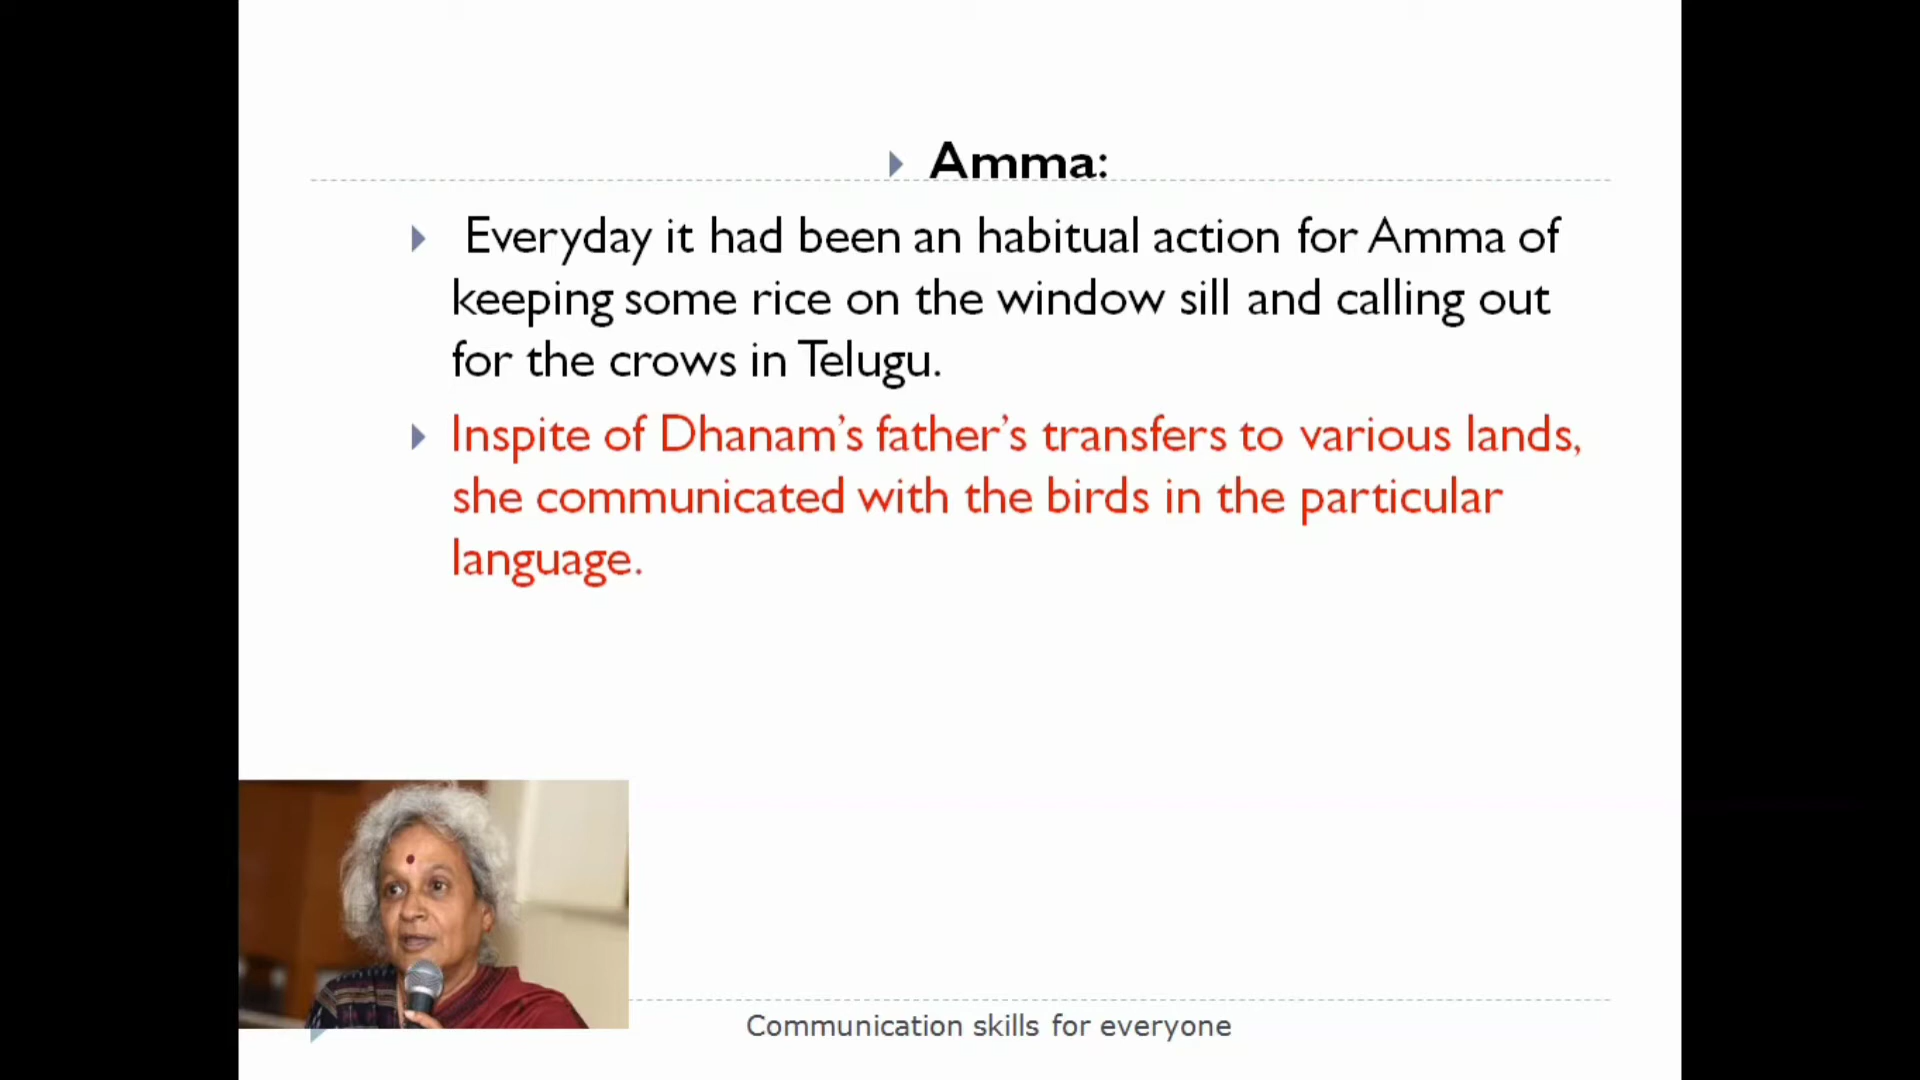 Amma:
Everyday it had been an habitual action for Amma of
keeping some rice on the window sill and calling out
for the crows in Telugu.
Inspite of Dhanam’s father’s transfers to various lands,
she communicated with the birds in the particular
language.
Communication skills for everyone